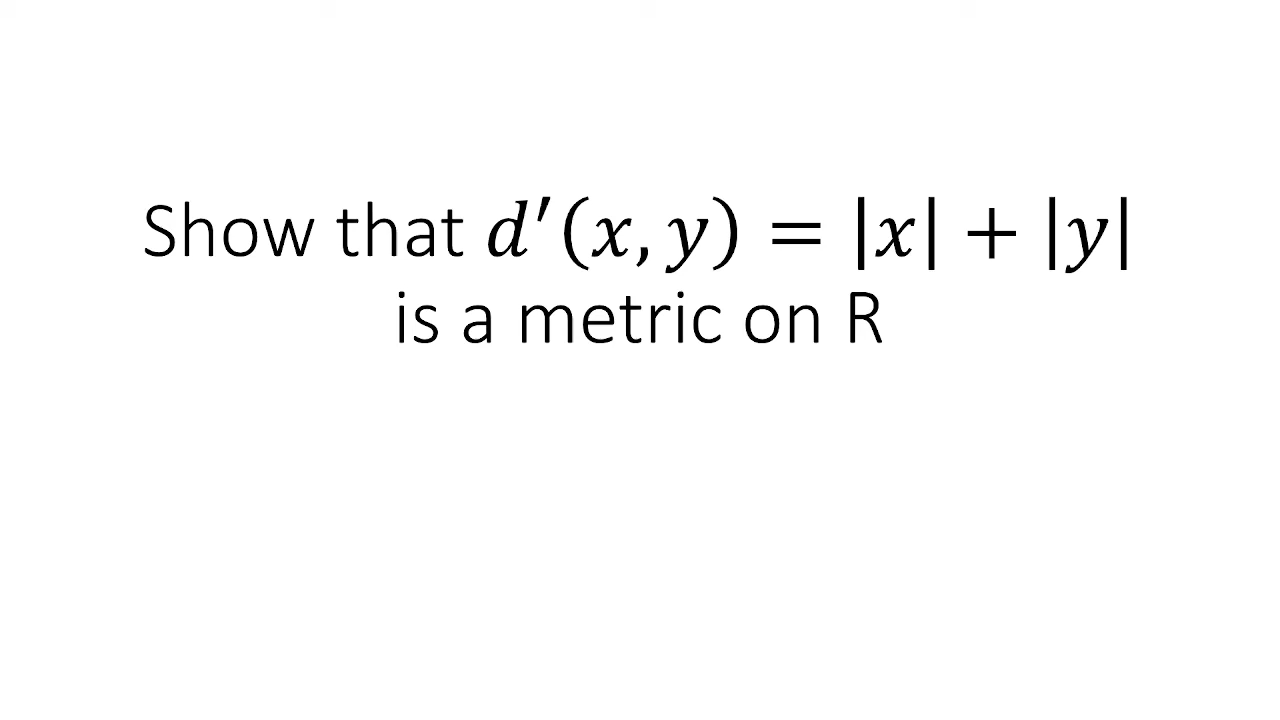 Show that d′(x, y) = |x| + |y|
is a metric on R